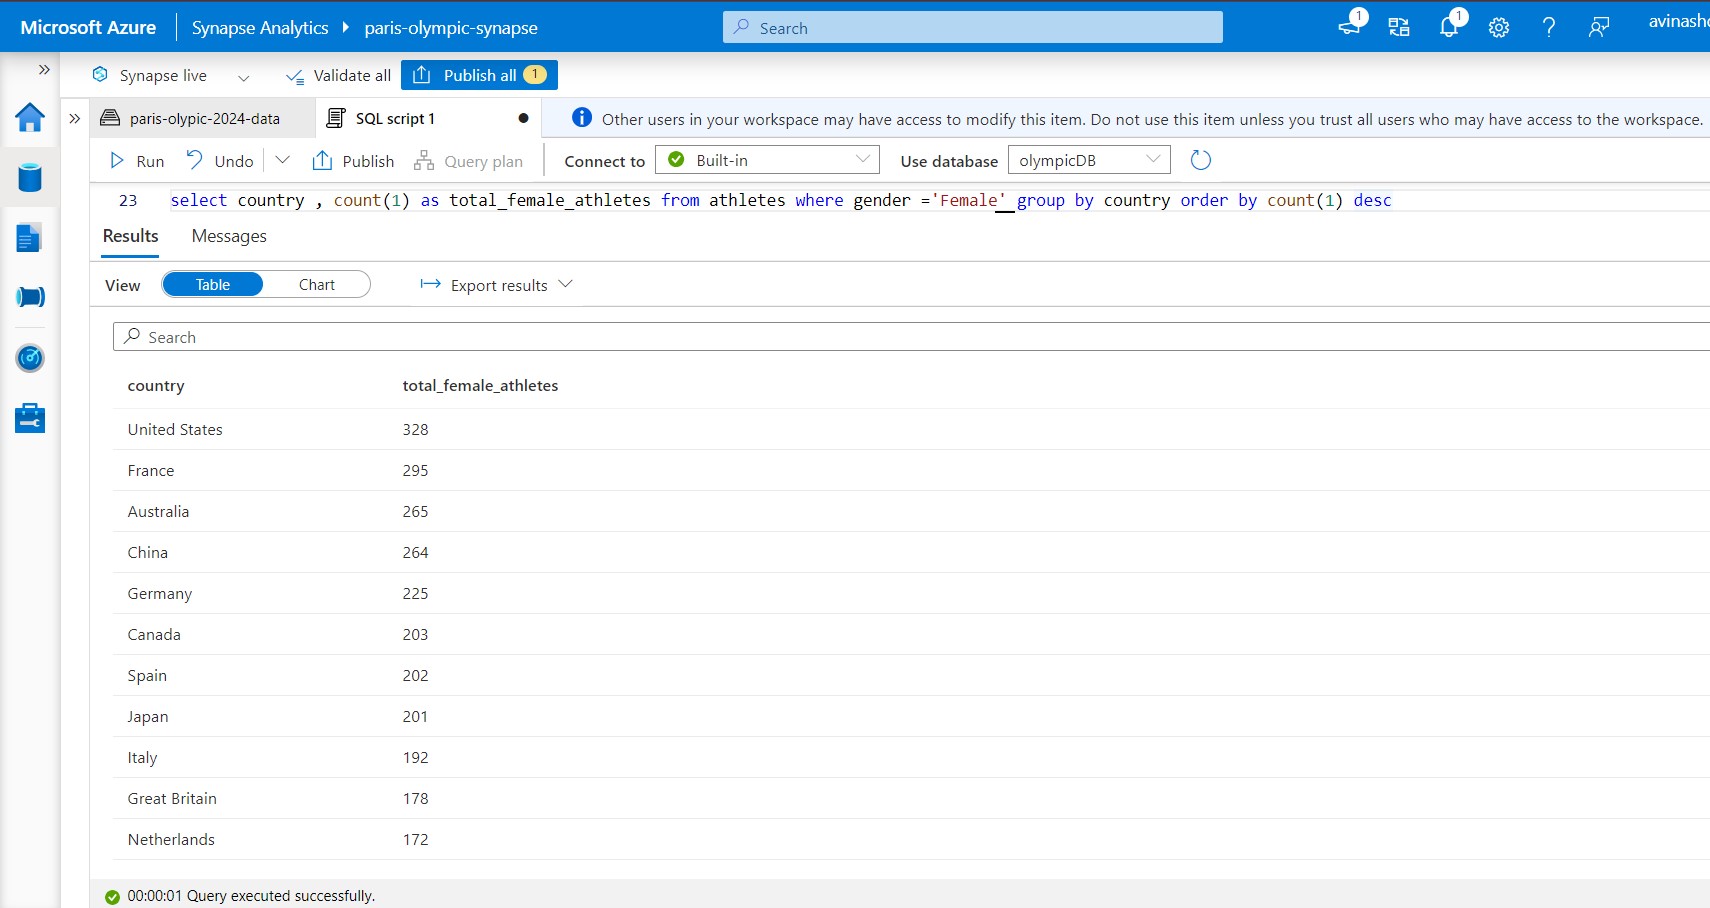 Microsoft Azure Synapse Analytics paris-olympic-synapse Search 1 1 ? avinash
Synapse live Validate all Publish all 1
paris-olypic-2024-data SQL script 1 Other users in your workspace may have access to modify this item. Do not use this item unless you trust all users who may have access to the workspace.
Run Undo Publish Query plan Connect to Built-in Use database olympicDB
23 select country , count(1) as total_female_athletes from athletes where gender ='Female' group by country order by count(1) desc
Results Messages
View Table Chart Export results
Search
country total_female_athletes
United States 328
France 295
Australia 265
China 264
Germany 225
Canada 203
Spain 202
Japan 201
Italy 192
Great Britain 178
Netherlands 172
00:00:01 Query executed successfully.